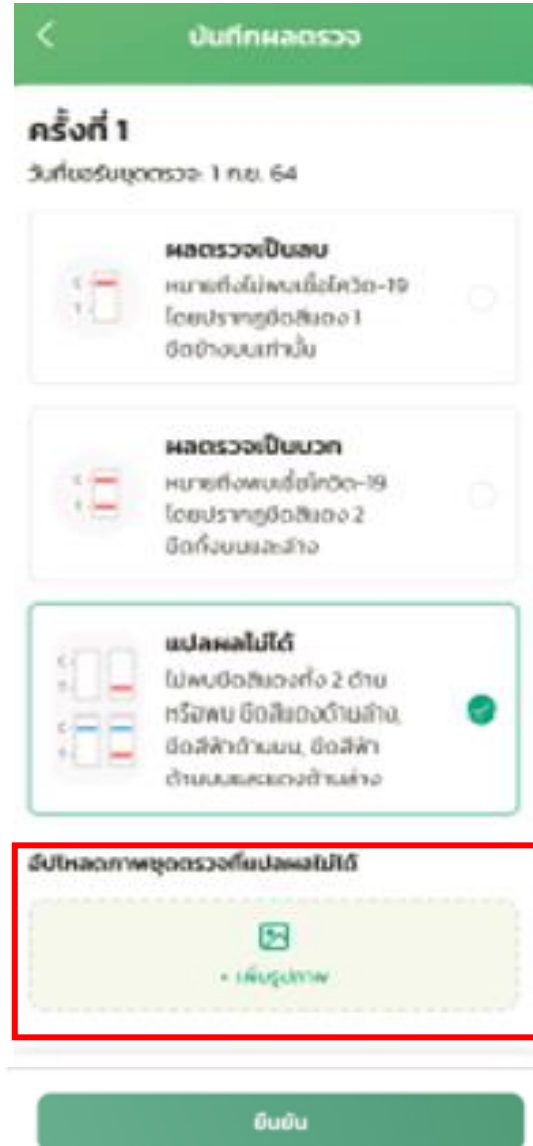 บันทึกผลตรวจ
ครั้งที่ 1
วันที่ขอรับชุดตรวจ: 1 ก.ย. 64
ผลตรวจเป็นลบ
หมายถึงไม่พบเชื้อโควิด-19
โดยปรากฏขีดสีแดง 1
ขีดข้างบนเท่านั้น
C
T
ผลตรวจเป็นบวก
หมายถึงพบเชื้อโควิด-19
โดยปรากฏขีดสีแดง 2
ขีดทั้งบนและล่าง
C
T
แปลผลไม่ได้
ไม่พบขีดสีแดงทั้ง 2 ด้าน
หรือพบ ขีดสีแดงด้านล่าง,
ขีดสีฟ้าด้านบน, ขีดสีฟ้า
ด้านบนและแดงด้านล่าง
C
T
C
T
อัปโหลดภาพชุดตรวจที่แปลผลไม่ได้
+ เพิ่มรูปภาพ
ยืนยัน